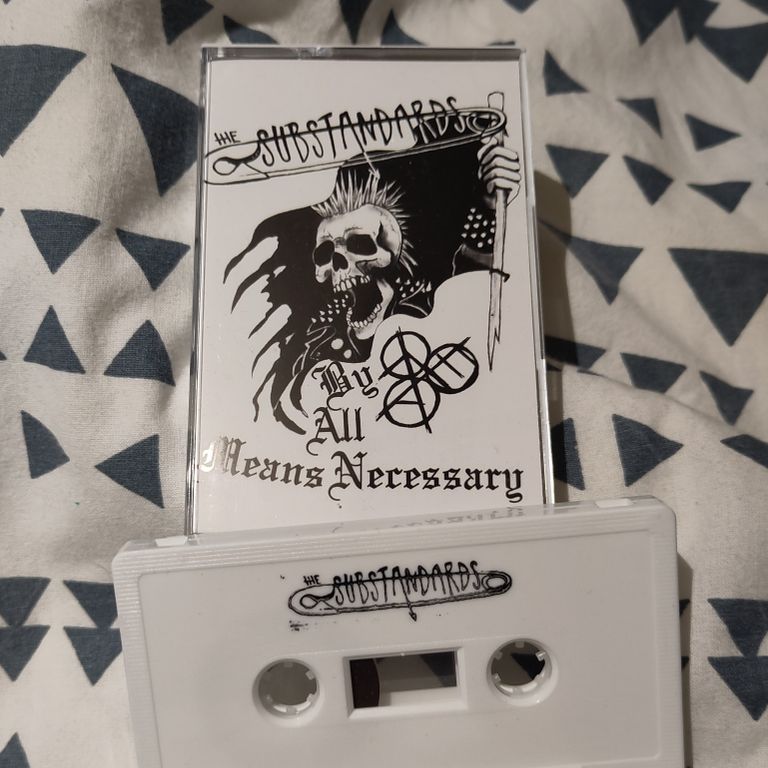 the SUBSTANDARDS
By
All
Means Necessary
the SUBSTANDARDS